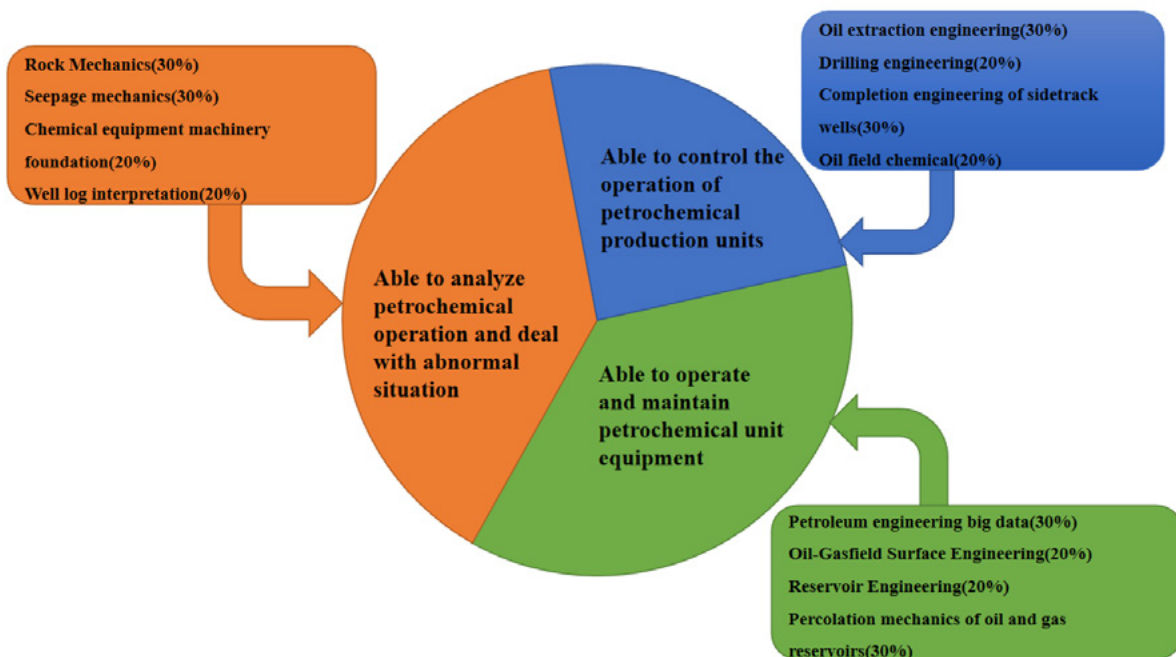 Rock Mechanics(30%)
Seepage mechanics(30%)
Chemical equipment machinery
foundation(20%)
Well log interpretation(20%)
Oil extraction engineering(30%)
Drilling engineering(20%)
Completion engineering of sidetrack
wells(30%)
Oil field chemical(20%)
Able to control the
operation of
petrochemical
production units
Able to analyze
petrochemical
operation and deal
with abnormal
situation
Able to operate
and maintain
petrochemical unit
equipment
Petroleum engineering big data(30%)
Oil-Gasfield Surface Engineering(20%)
Reservoir Engineering(20%)
Percolation mechanics of oil and gas
reservoirs(30%)